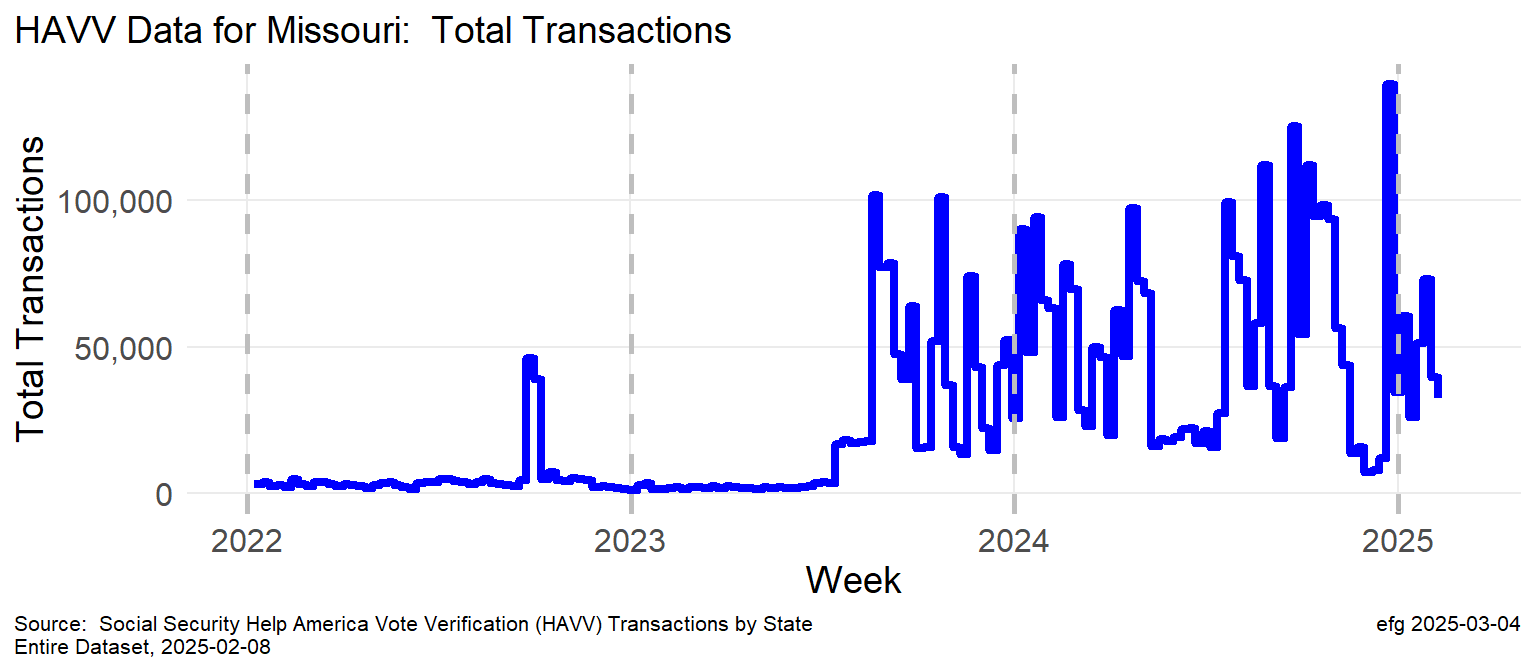 HAVV Data for Missouri:  Total Transactions
Total Transactions
100,000
50,000
0
2022 2023 2024 2025
Week
Source:  Social Security Help America Vote Verification (HAVV) Transactions by State
Entire Dataset, 2025-02-08
efg 2025-03-04